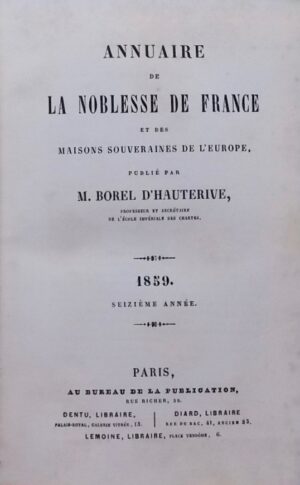 ANNUAIRE
DE
LA NOBLESSE DE FRANCE
ET DES
MAISONS SOUVERAINES DE L'EUROPE,
PUBLIÉ PAR
M. BOREL D'HAUTERIVE,
PROFESSEUR ET SECRÉTAIRE
DE L'ÉCOLE IMPÉRIALE DES CHARTES.
1859.
SEIZIÈME ANNÉE.
PARIS,
AU BUREAU DE LA PUBLICATION,
RUE RICHER,
DENTU, LIBRAIRE,
PALAIS-ROYAL, GALERIE VITRÉE, 13.
DIARD, LIBRAIRE
RUE DU BAC, 41, ANCIEN 83.
LEMOINE, LIBRAIRE, PLACE VENDÔME, 6.